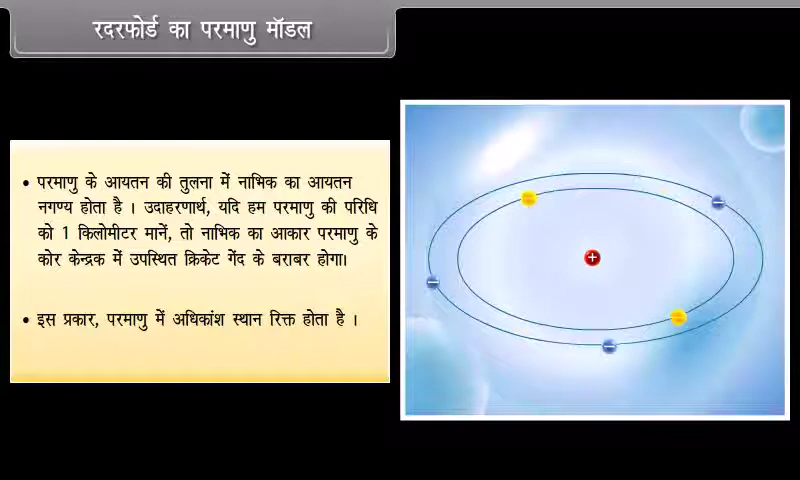 रदरफोर्ड का परमाणु मॉडल
• परमाणु के आयतन की तुलना में नाभिक का आयतन
नगण्य होता है । उदाहरणार्थ, यदि हम परमाणु की परिधि
को 1 किलोमीटर मानें, तो नाभिक का आकार परमाणु के
कोर केन्द्रक में उपस्थित क्रिकेट गेंद के बराबर होगा।
• इस प्रकार, परमाणु में अधिकांश स्थान रिक्त होता है ।